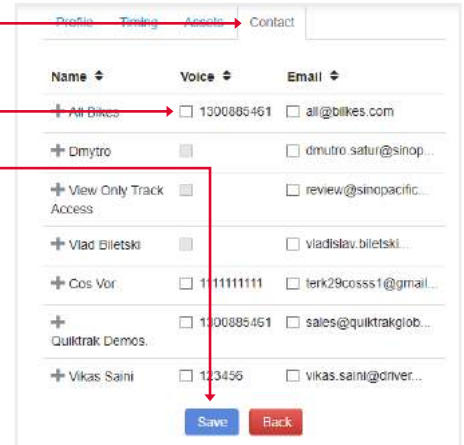 Profile Timing Assets Contact
Name Voice Email
All Bikes 1300885461 all@bilkes.com
Dmytro dmutro.satur@sinop...
View Only Track review@sinopacific...
Access
Vlad Biletski vladislav.biletski...
Cos Vor 1111111111 terk29cosss1@gmail...
1300885461 sales@quiktrakglob...
Quiktrak Demos.
Vikas Saini 123456 vikas.saini@driver...
Save Back